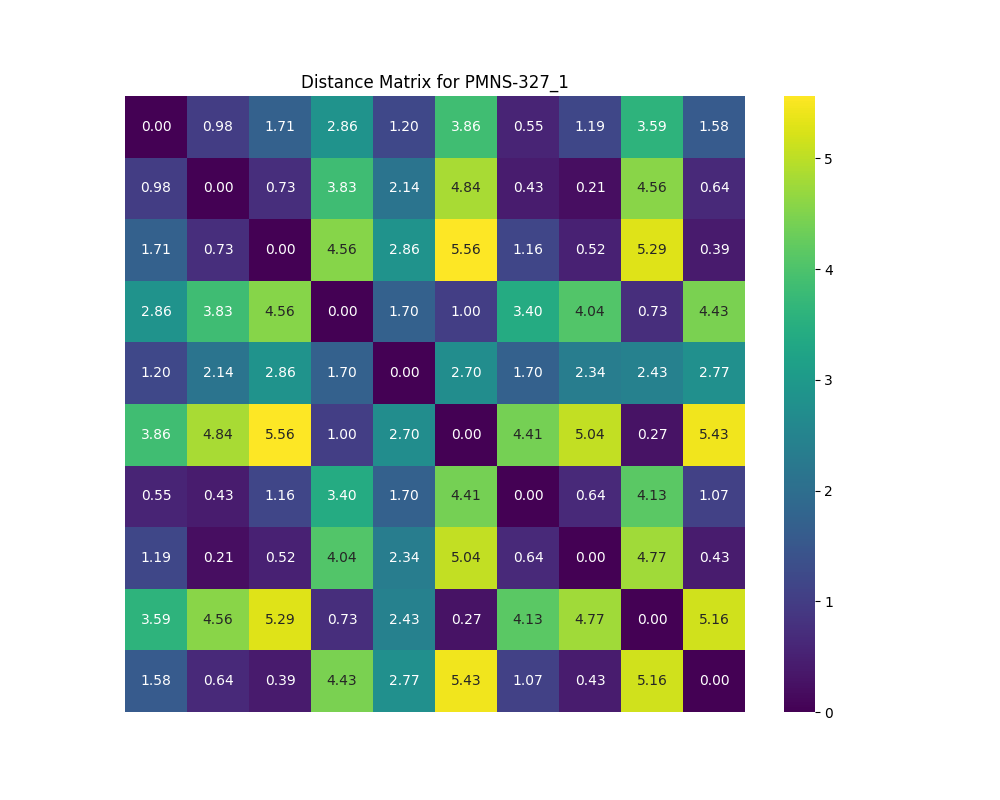 Distance Matrix for PMNS-327_1
0.00 0.98 1.71 2.86 1.20 3.86 0.55 1.19 3.59 1.58
0.98 0.00 0.73 3.83 2.14 4.84 0.43 0.21 4.56 0.64
1.71 0.73 0.00 4.56 2.86 5.56 1.16 0.52 5.29 0.39
2.86 3.83 4.56 0.00 1.70 1.00 3.40 4.04 0.73 4.43
1.20 2.14 2.86 1.70 0.00 2.70 1.70 2.34 2.43 2.77
3.86 4.84 5.56 1.00 2.70 0.00 4.41 5.04 0.27 5.43
0.55 0.43 1.16 3.40 1.70 4.41 0.00 0.64 4.13 1.07
1.19 0.21 0.52 4.04 2.34 5.04 0.64 0.00 4.77 0.43
3.59 4.56 5.29 0.73 2.43 0.27 4.13 4.77 0.00 5.16
1.58 0.64 0.39 4.43 2.77 5.43 1.07 0.43 5.16 0.00
5
4
3
2
1
0